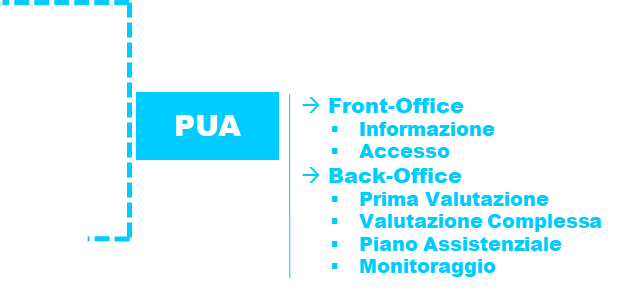 PUA
→ Front-Office
▪ Informazione
▪ Accesso
→ Back-Office
▪ Prima Valutazione
▪ Valutazione Complessa
▪ Piano Assistenziale
▪ Monitoraggio